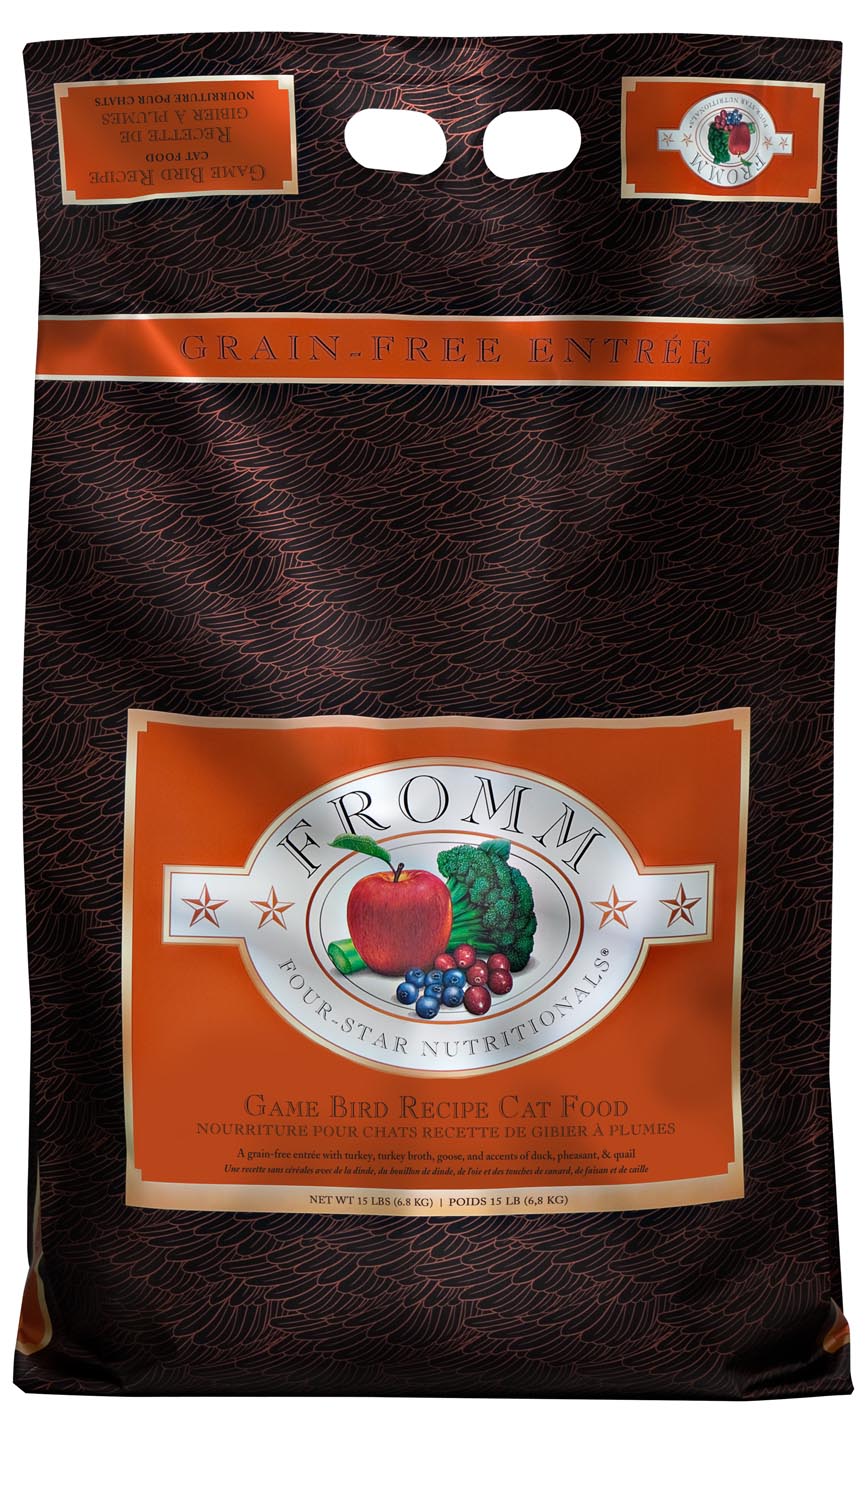 GAME BIRD RECIPE
CAT FOOD
RECETTE DE
GIBIER À PLUMES
NOURRITURE POUR CHATS
FROMM
FOUR-STAR NUTRITIONALS®
GRAIN-FREE ENTRÉE
FROMM
FOUR-STAR NUTRITIONALS®
GAME BIRD RECIPE CAT FOOD
NOURRITURE POUR CHATS RECETTE DE GIBIER À PLUMES
A grain-free entrée with turkey, turkey broth, goose, and accents of duck, pheasant, & quail
Une recette sans céréales avec de la dinde, du bouillon de dinde, de l'oie et des touches de canard, de faisan et de caille
NET WT 15 LBS (6.8 KG) | POIDS 15 LB (6,8 KG)